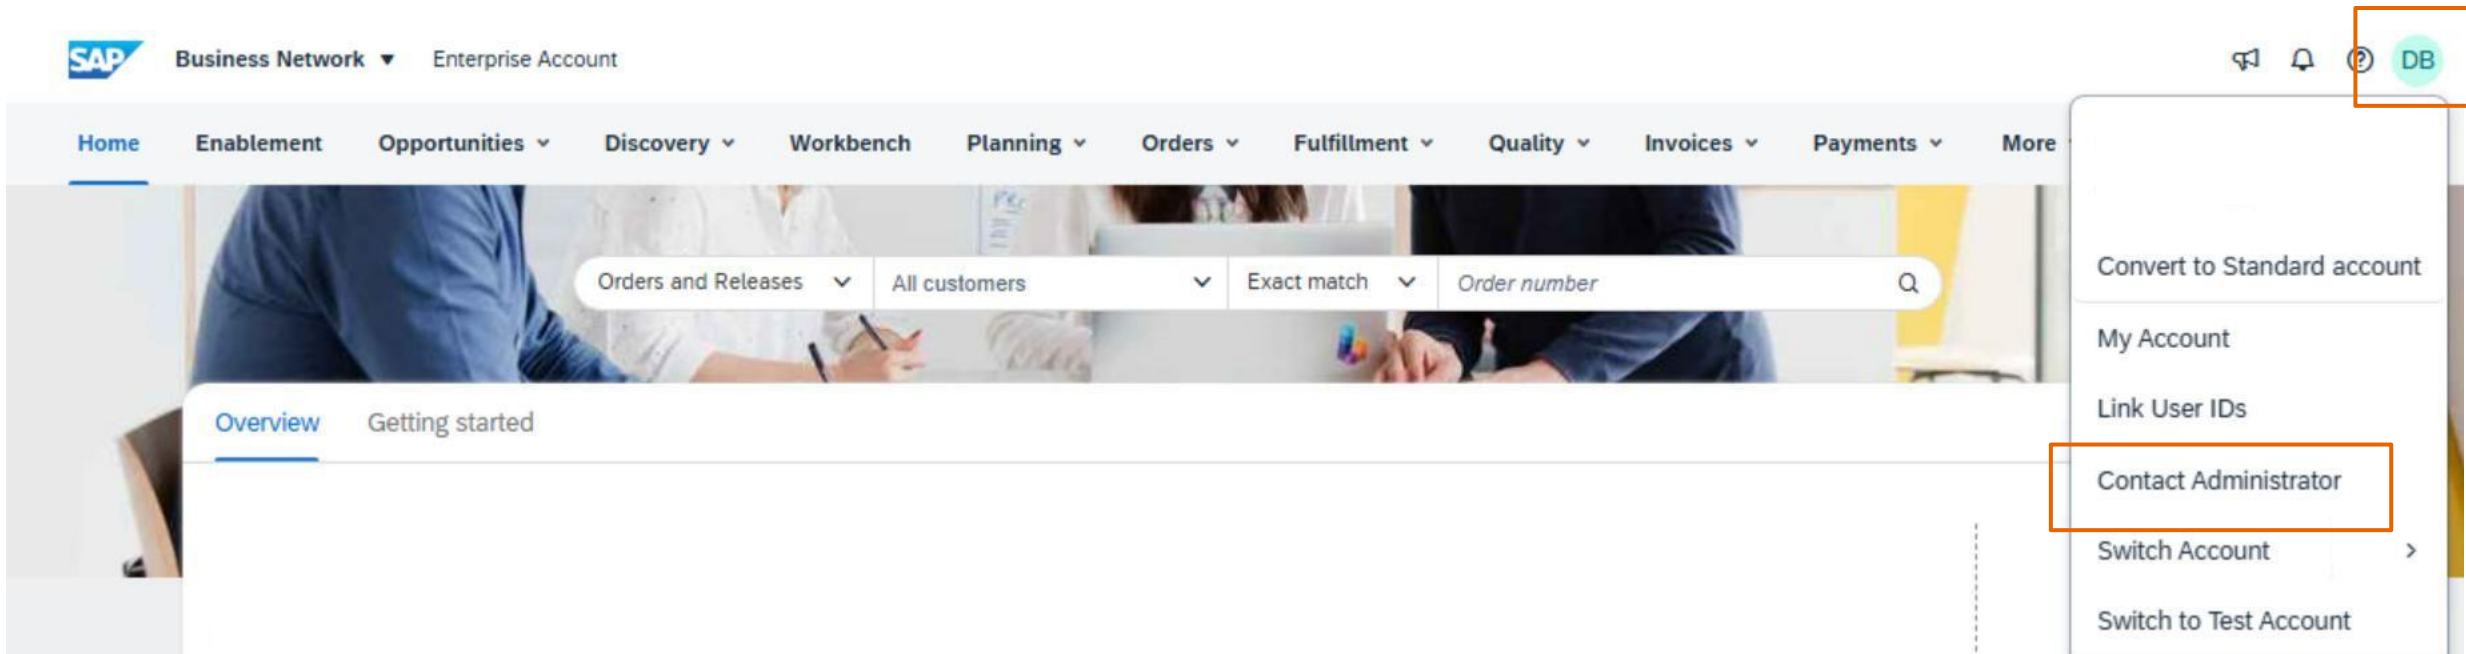 SAP Business Network Enterprise Account DB
Home Enablement Opportunities Discovery Workbench Planning Orders Fulfillment Quality Invoices Payments More
Orders and Releases All customers Exact match Order number
Overview Getting started
Convert to Standard account
My Account
Link User IDs
Contact Administrator
Switch Account
Switch to Test Account